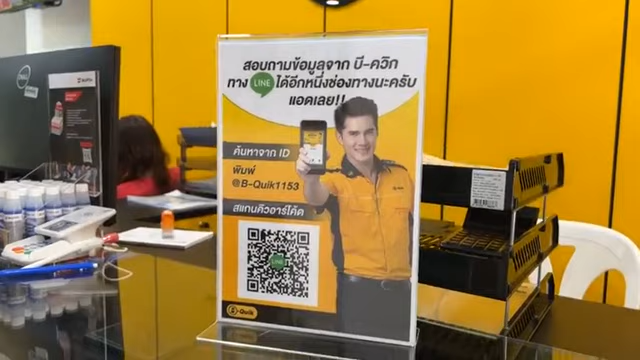 สอบถามข้อมูลจาก บี-ควิก
ทาง LINE ได้อีกหนึ่งช่องทางนะครับ
แอดเลย!!
ค้นหาจาก ID
พิมพ์
@B-Quik1153
สแกนคิวอาร์โค้ด
B-Quik
DELL